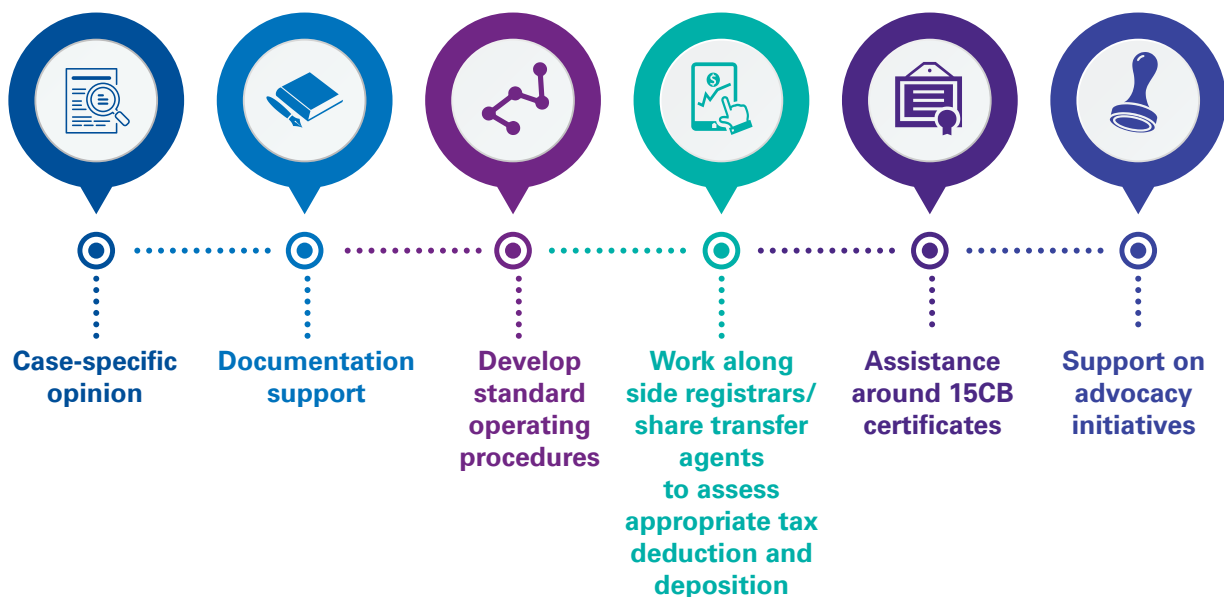 Case-specific
opinion
Documentation
support
Develop
standard
operating
procedures
Work along
side registrars/
share transfer
agents
to assess
appropriate tax
deduction and
deposition
Assistance
around 15CB
certificates
Support on
advocacy
initiatives